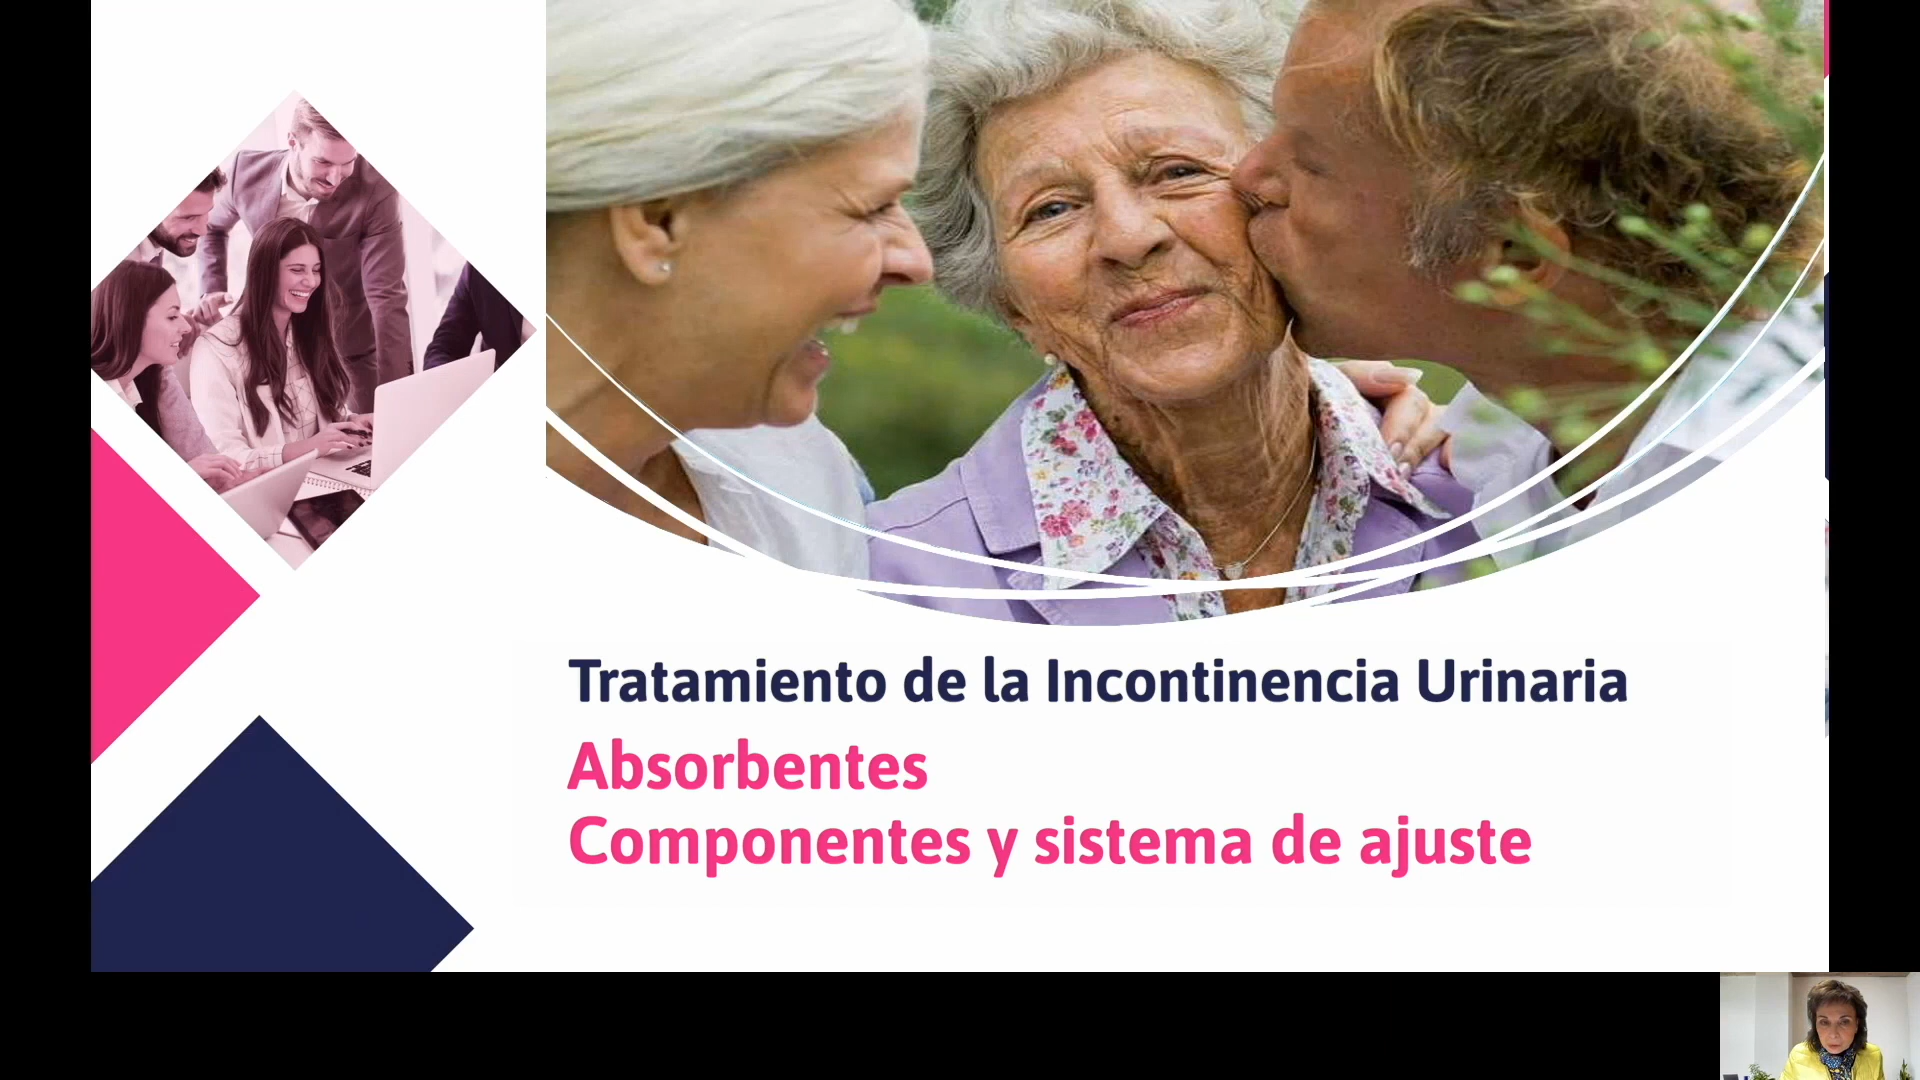 Tratamiento de la Incontinencia Urinaria
Absorbentes
Componentes y sistema de ajuste